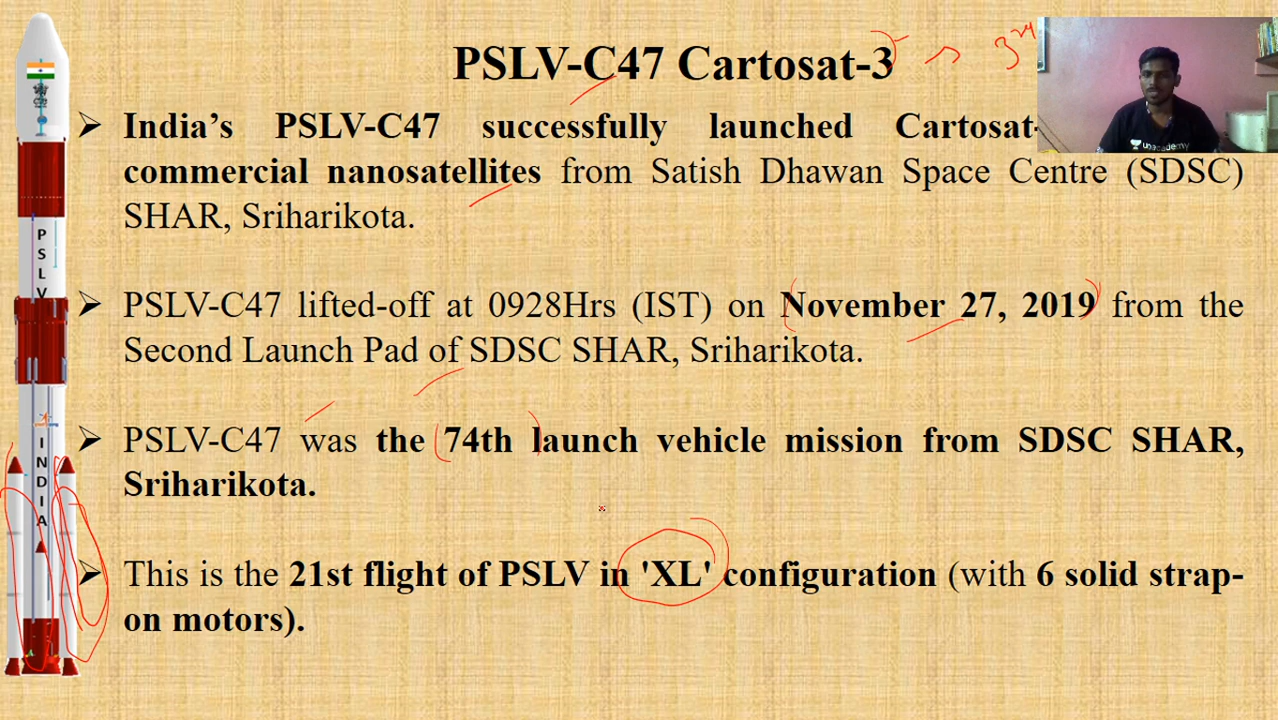 PSLV-C47 Cartosat-3
3rd
➤ India's PSLV-C47 successfully launched Cartosat-
commercial nanosatellites from Satish Dhawan Space Centre (SDSC)
SHAR, Sriharikota.
➤ PSLV-C47 lifted-off at 0928Hrs (IST) on November 27, 2019 from the
Second Launch Pad of SDSC SHAR, Sriharikota.
➤ PSLV-C47 was the 74th launch vehicle mission from SDSC SHAR,
Sriharikota.
➤ This is the 21st flight of PSLV in 'XL' configuration (with 6 solid strap-
on motors).
PSLV
INDIA
unacademy